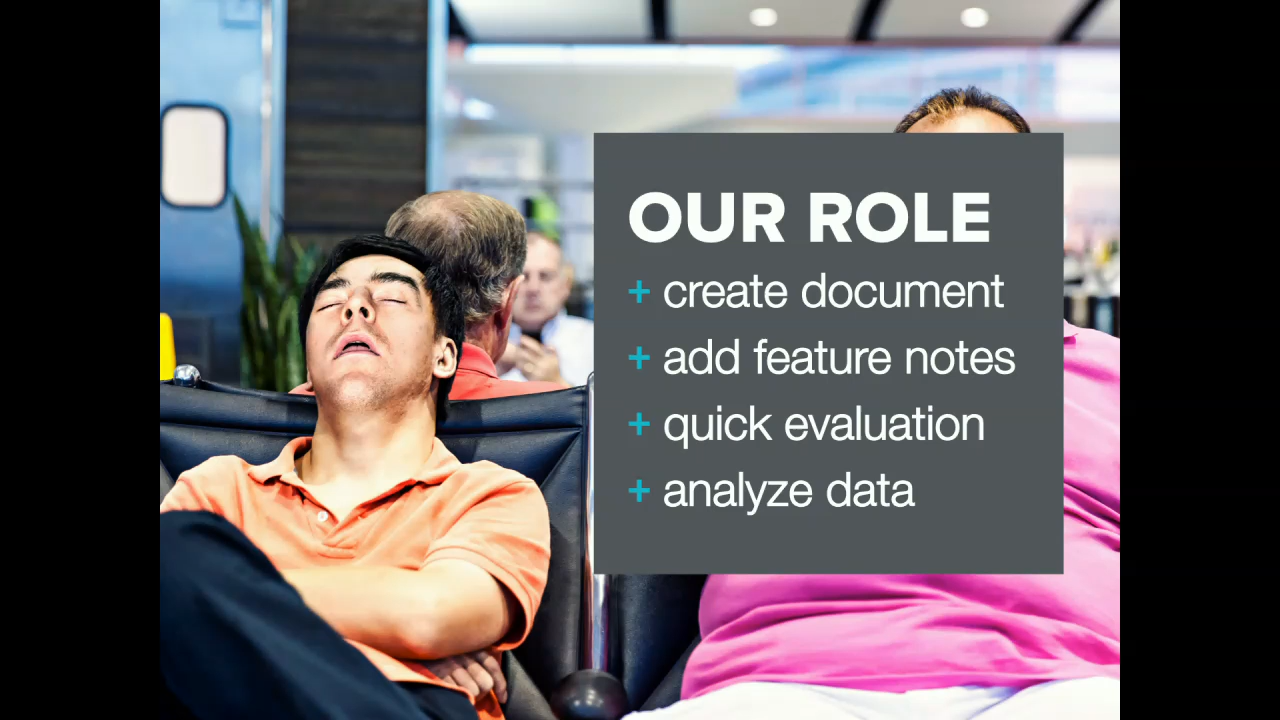 OUR ROLE
+ create document
+ add feature notes
+ quick evaluation
+ analyze data